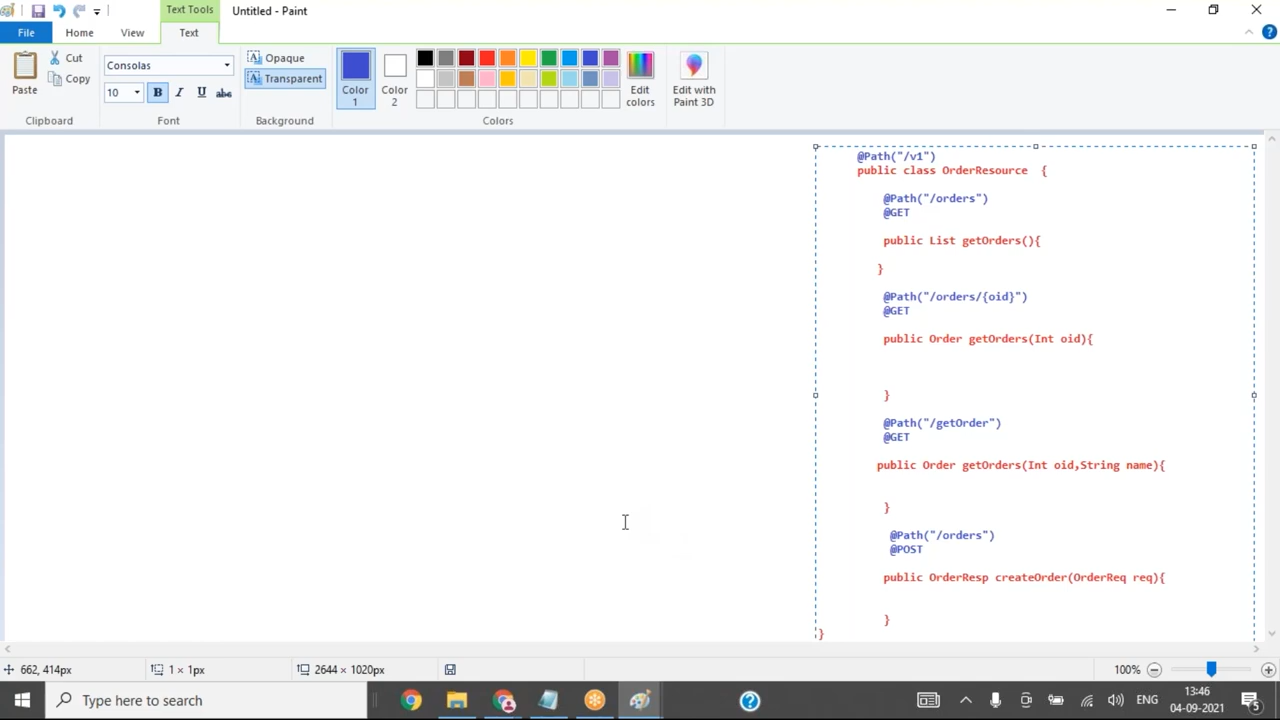 Text Tools
Untitled - Paint
File
Home
View
Text
Paste
Cut
Copy
Clipboard
Consolas
10
B
I
U
abc
Font
Opaque
Transparent
Background
Color 1
Color 2
Edit colors
Colors
Edit with Paint 3D
@Path("/v1")
public class OrderResource {
@Path("/orders")
@GET
public List getOrders(){
}
@Path("/orders/{oid}")
@GET
public Order getOrders(Int oid){
}
@Path("/getOrder")
@GET
public Order getOrders(Int oid,String name){
}
@Path("/orders")
@POST
public OrderResp createOrder(OrderReq req){
}
}
662, 414px
1 × 1px
2644 × 1020px
100%
Type here to search
ENG
13:46
04-09-2021
5